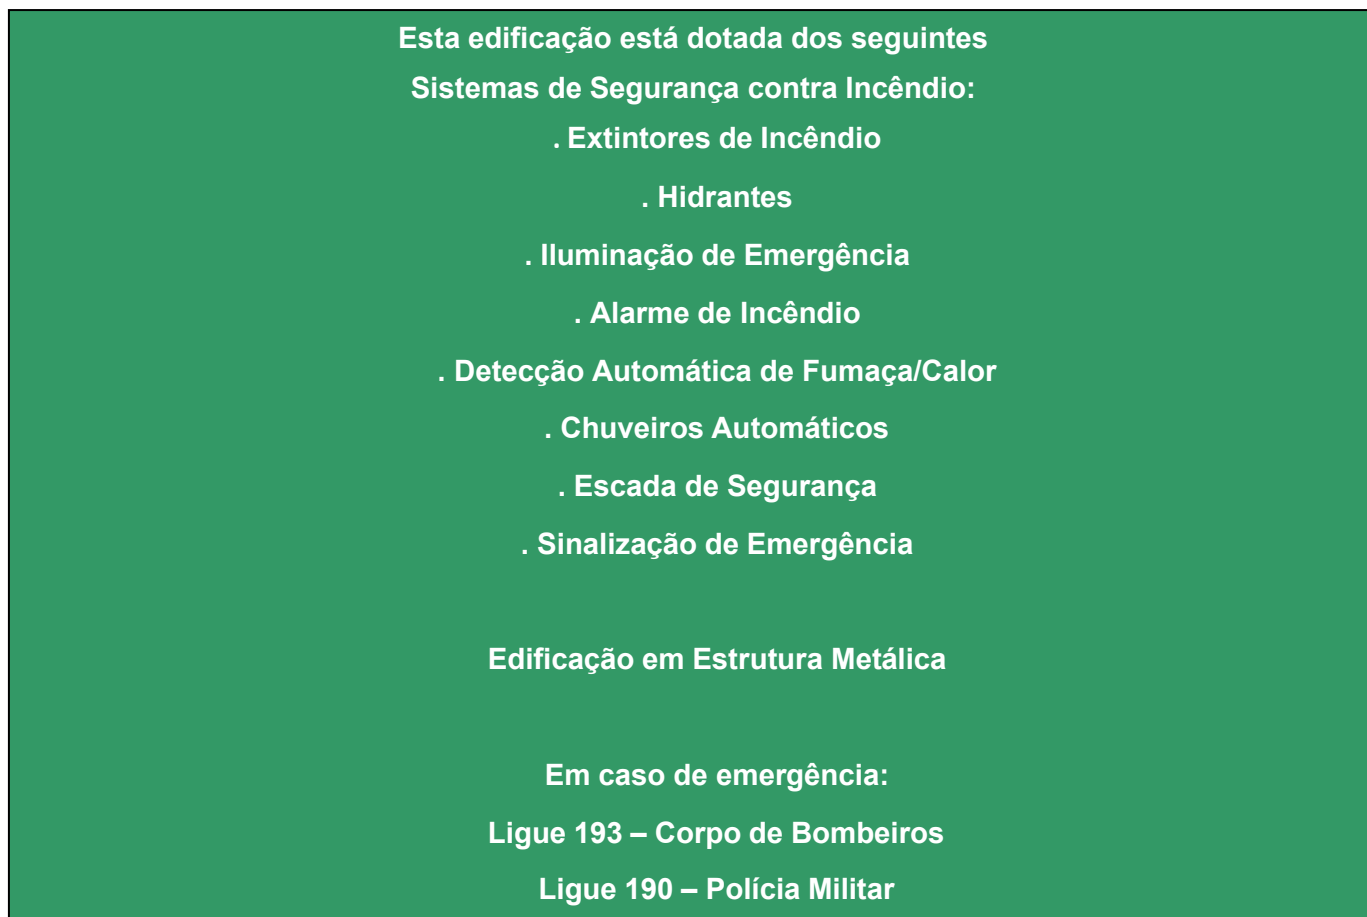 Esta edificação está dotada dos seguintes
Sistemas de Segurança contra Incêndio:
. Extintores de Incêndio
. Hidrantes
. Iluminação de Emergência
. Alarme de Incêndio
. Detecção Automática de Fumaça/Calor
. Chuveiros Automáticos
. Escada de Segurança
. Sinalização de Emergência
Edificação em Estrutura Metálica
Em caso de emergência:
Ligue 193 – Corpo de Bombeiros
Ligue 190 – Polícia Militar